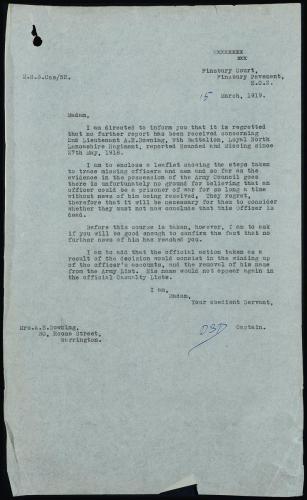 xxxxxxxx
xxx
M.S.3.Cas/5E.
Finsbury Court,
Finsbury Pavement,
E.C.2.
15 March, 1919.
Madam,
I am directed to inform you that it is regretted
that no further report has been received concerning
2nd Lieutenant A.E.Downing, 9th Battalion, Loyal North
Lancashire Regiment, reported Wounded and Missing since
27th May, 1918.
I am to enclose a leaflet showing the steps taken
to trace missing officers and men and so far as the
evidence in the possession of the Army Council goes
there is unfortunately no ground for believing that an
officer could be a prisoner of war for so long a time
without news of him being received. They regret,
therefore that it will be necessary for them to consider
whether they must not now conclude that this Officer is
dead.
Before this course is taken, however, I am to ask
if you will be good enough to confirm the fact that no
further news of him has reached you.
I am to add that the official action taken as a
result of the decision would consist in the winding up
of the officer's accounts, and the removal of his name
from the Army List. His name would not appear again in
the official Casualty Lists.
I am,
Madam,
Your obedient Servant,
Captain.
Mrs.A.E.Downing,
Street,
Warrington.